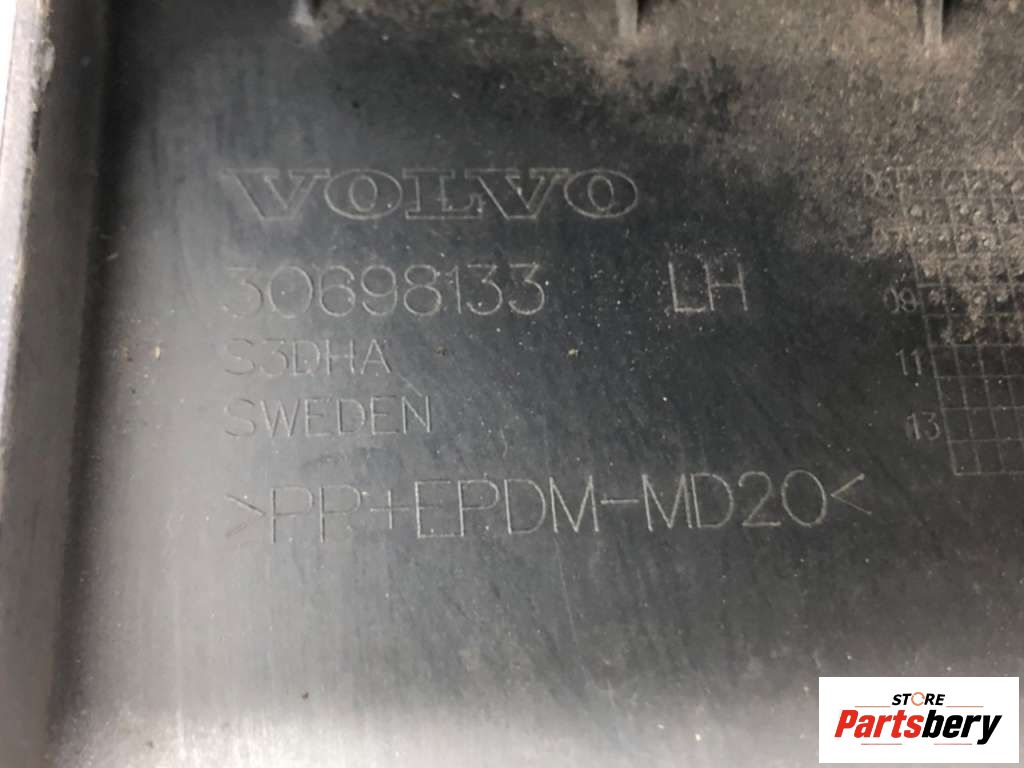 VOLVO
30698133 LH
S3DHA
SWEDEN
>PP+EPDM-MD20<
09
11
13
STORE
Partsbery